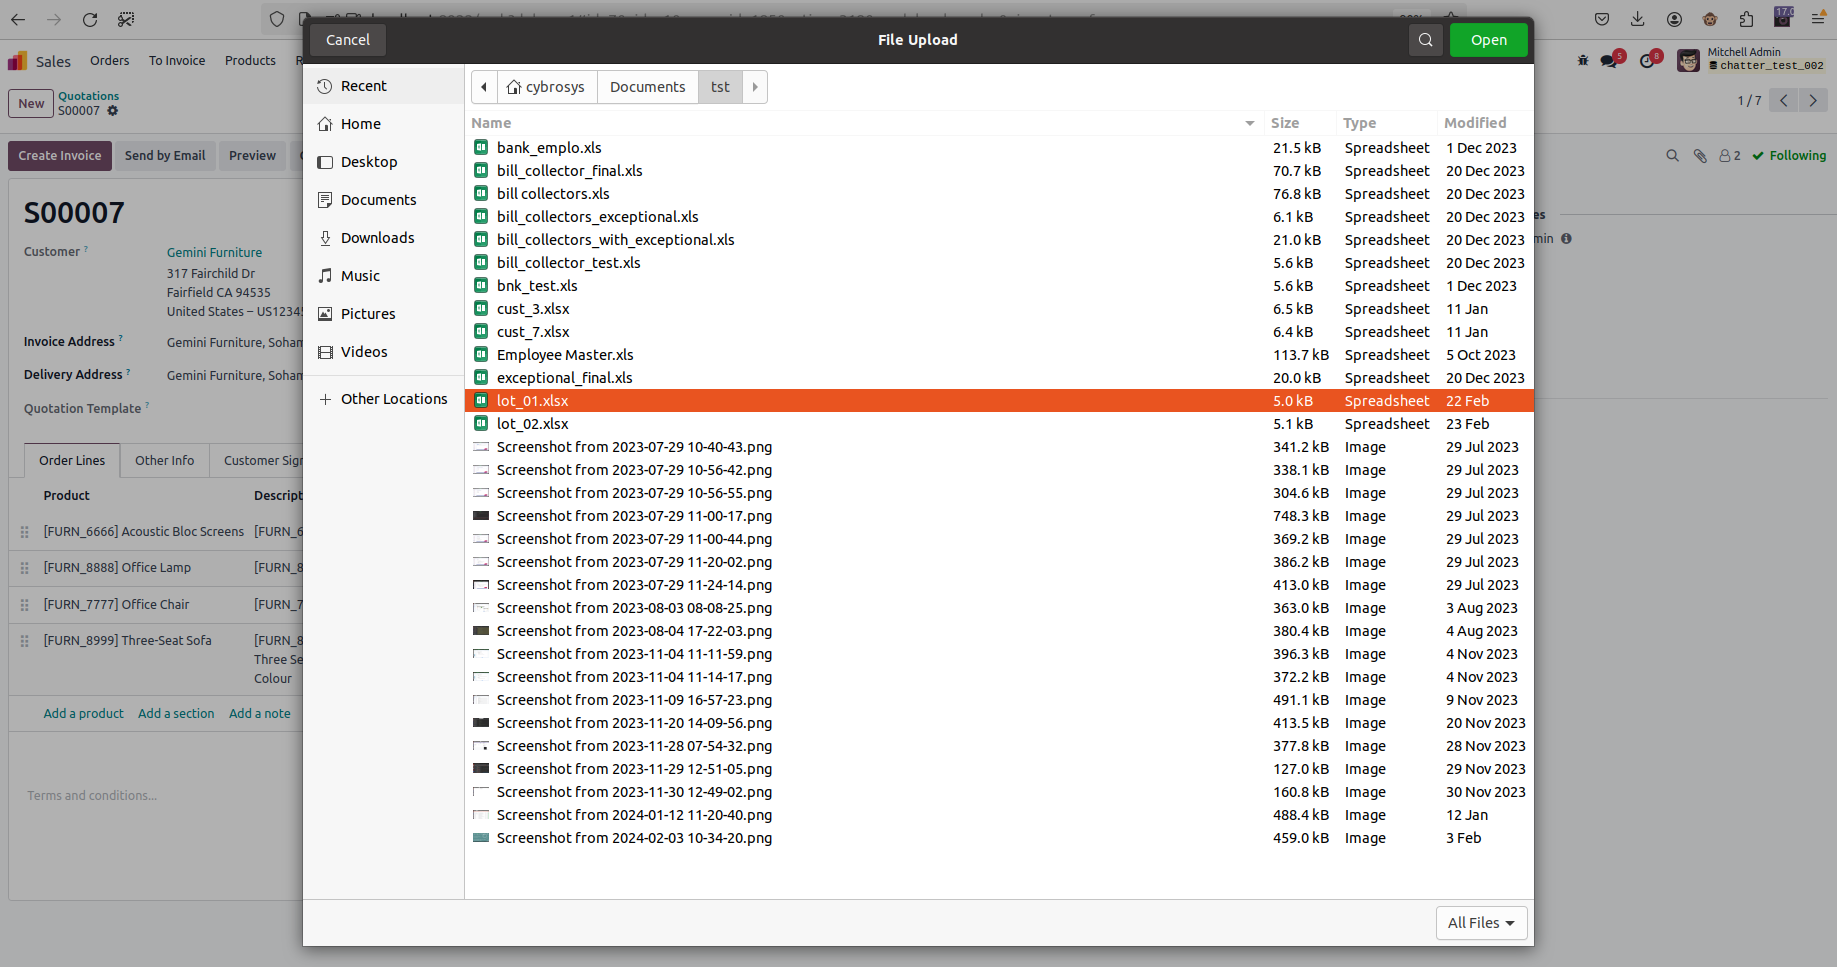 Cancel
File Upload
Open
17.0
Sales
Orders
To Invoice
Products
5
8
Mitchell Admin
chatter_test_002
New
Quotations
S00007
1 / 7
Create Invoice
Send by Email
Preview
2
Following
S00007
Customer ?
Gemini Furniture
317 Fairchild Dr
Fairfield CA 94535
United States – US12345
Invoice Address ?
Gemini Furniture, Soham
Delivery Address ?
Gemini Furniture, Soham
Quotation Template ?
Order Lines
Other Info
Customer Sign
Product
Descript
[FURN_6666] Acoustic Bloc Screens
[FURN_6
[FURN_8888] Office Lamp
[FURN_8
[FURN_7777] Office Chair
[FURN_7
[FURN_8999] Three-Seat Sofa
[FURN_8
Three Se
Colour
Add a product
Add a section
Add a note
Terms and conditions...
Recent
Home
Desktop
Documents
Downloads
Music
Pictures
Videos
Other Locations
cybrosys
Documents
tst
Name Size Type Modified
bank_emplo.xls 21.5 kB Spreadsheet 1 Dec 2023
bill_collector_final.xls 70.7 kB Spreadsheet 20 Dec 2023
bill collectors.xls 76.8 kB Spreadsheet 20 Dec 2023
bill_collectors_exceptional.xls 6.1 kB Spreadsheet 20 Dec 2023
bill_collectors_with_exceptional.xls 21.0 kB Spreadsheet 20 Dec 2023
bill_collector_test.xls 5.6 kB Spreadsheet 20 Dec 2023
bnk_test.xls 5.6 kB Spreadsheet 1 Dec 2023
cust_3.xlsx 6.5 kB Spreadsheet 11 Jan
cust_7.xlsx 6.4 kB Spreadsheet 11 Jan
Employee Master.xls 113.7 kB Spreadsheet 5 Oct 2023
exceptional_final.xls 20.0 kB Spreadsheet 20 Dec 2023
lot_01.xlsx 5.0 kB Spreadsheet 22 Feb
lot_02.xlsx 5.1 kB Spreadsheet 23 Feb
Screenshot from 2023-07-29 10-40-43.png 341.2 kB Image 29 Jul 2023
Screenshot from 2023-07-29 10-56-42.png 338.1 kB Image 29 Jul 2023
Screenshot from 2023-07-29 10-56-55.png 304.6 kB Image 29 Jul 2023
Screenshot from 2023-07-29 11-00-17.png 748.3 kB Image 29 Jul 2023
Screenshot from 2023-07-29 11-00-44.png 369.2 kB Image 29 Jul 2023
Screenshot from 2023-07-29 11-20-02.png 386.2 kB Image 29 Jul 2023
Screenshot from 2023-07-29 11-24-14.png 413.0 kB Image 29 Jul 2023
Screenshot from 2023-08-03 08-08-25.png 363.0 kB Image 3 Aug 2023
Screenshot from 2023-08-04 17-22-03.png 380.4 kB Image 4 Aug 2023
Screenshot from 2023-11-04 11-11-59.png 396.3 kB Image 4 Nov 2023
Screenshot from 2023-11-04 11-14-17.png 372.2 kB Image 4 Nov 2023
Screenshot from 2023-11-09 16-57-23.png 491.1 kB Image 9 Nov 2023
Screenshot from 2023-11-20 14-09-56.png 413.5 kB Image 20 Nov 2023
Screenshot from 2023-11-28 07-54-32.png 377.8 kB Image 28 Nov 2023
Screenshot from 2023-11-29 12-51-05.png 127.0 kB Image 29 Nov 2023
Screenshot from 2023-11-30 12-49-02.png 160.8 kB Image 30 Nov 2023
Screenshot from 2024-01-12 11-20-40.png 488.4 kB Image 12 Jan
Screenshot from 2024-02-03 10-34-20.png 459.0 kB Image 3 Feb
All Files
es
min